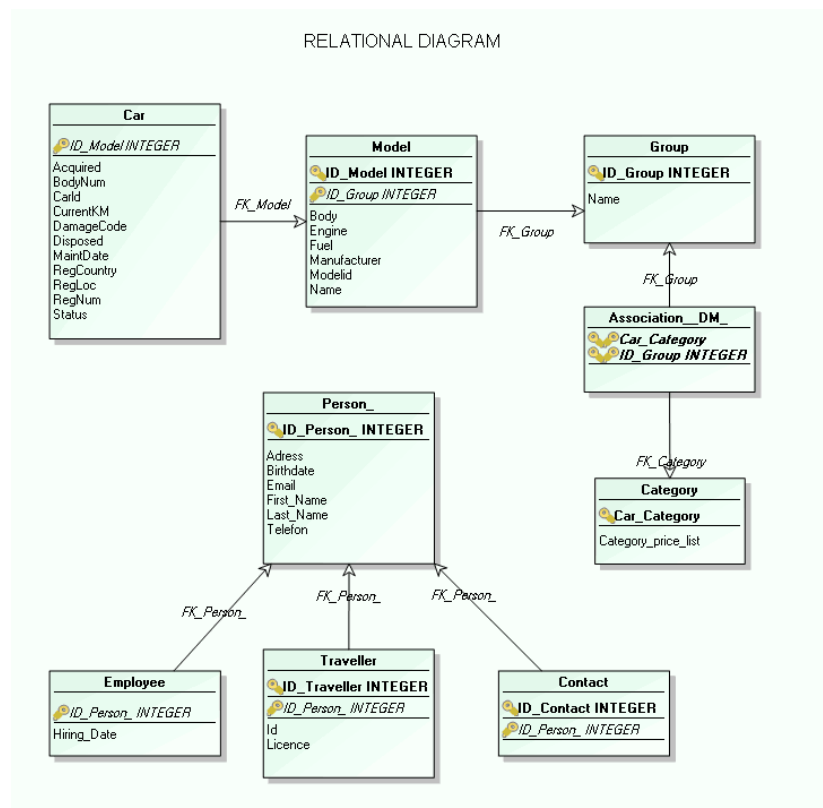 RELATIONAL DIAGRAM
Car
ID_Model INTEGER
Acquired
BodyNum
CarId
CurrentKM
DamageCode
Disposed
MaintDate
RegCountry
RegLoc
RegNum
Status
FK_Model
Model
ID_Model INTEGER
ID_Group INTEGER
Body
Engine
Fuel
Manufacturer
Modelid
Name
FK_Group
Group
ID_Group INTEGER
Name
FK_Group
Association__DM_
Car_Category
ID_Group INTEGER
FK_Category
Category
Car_Category
Category_price_list
Person_
ID_Person_ INTEGER
Adress
Birthdate
Email
First_Name
Last_Name
Telefon
FK_Person_
FK_Person_
FK_Person_
Employee
ID_Person_ INTEGER
Hiring_Date
Traveller
ID_Traveller INTEGER
ID_Person_ INTEGER
Id
Licence
Contact
ID_Contact INTEGER
ID_Person_ INTEGER